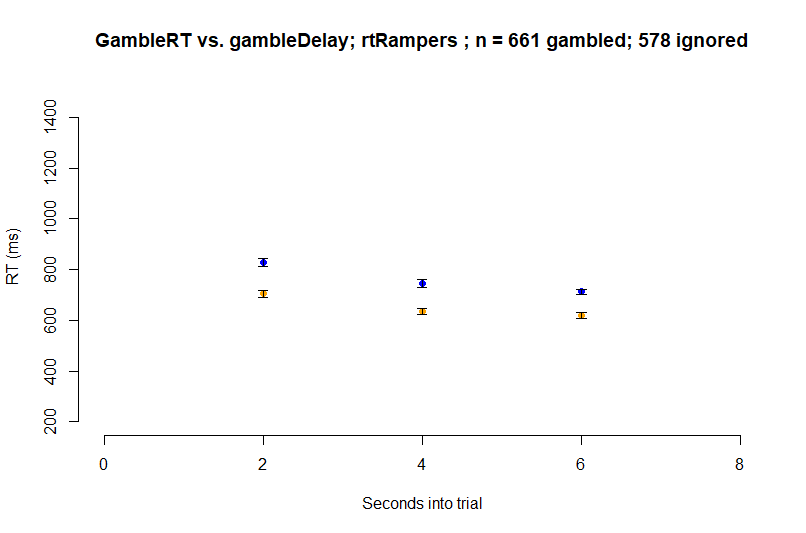 GambleRT vs. gambleDelay; rtRampers ; n = 661 gambled; 578 ignored
1400
1200
1000
800
600
400
200
RT (ms)
0 2 4 6 8
Seconds into trial